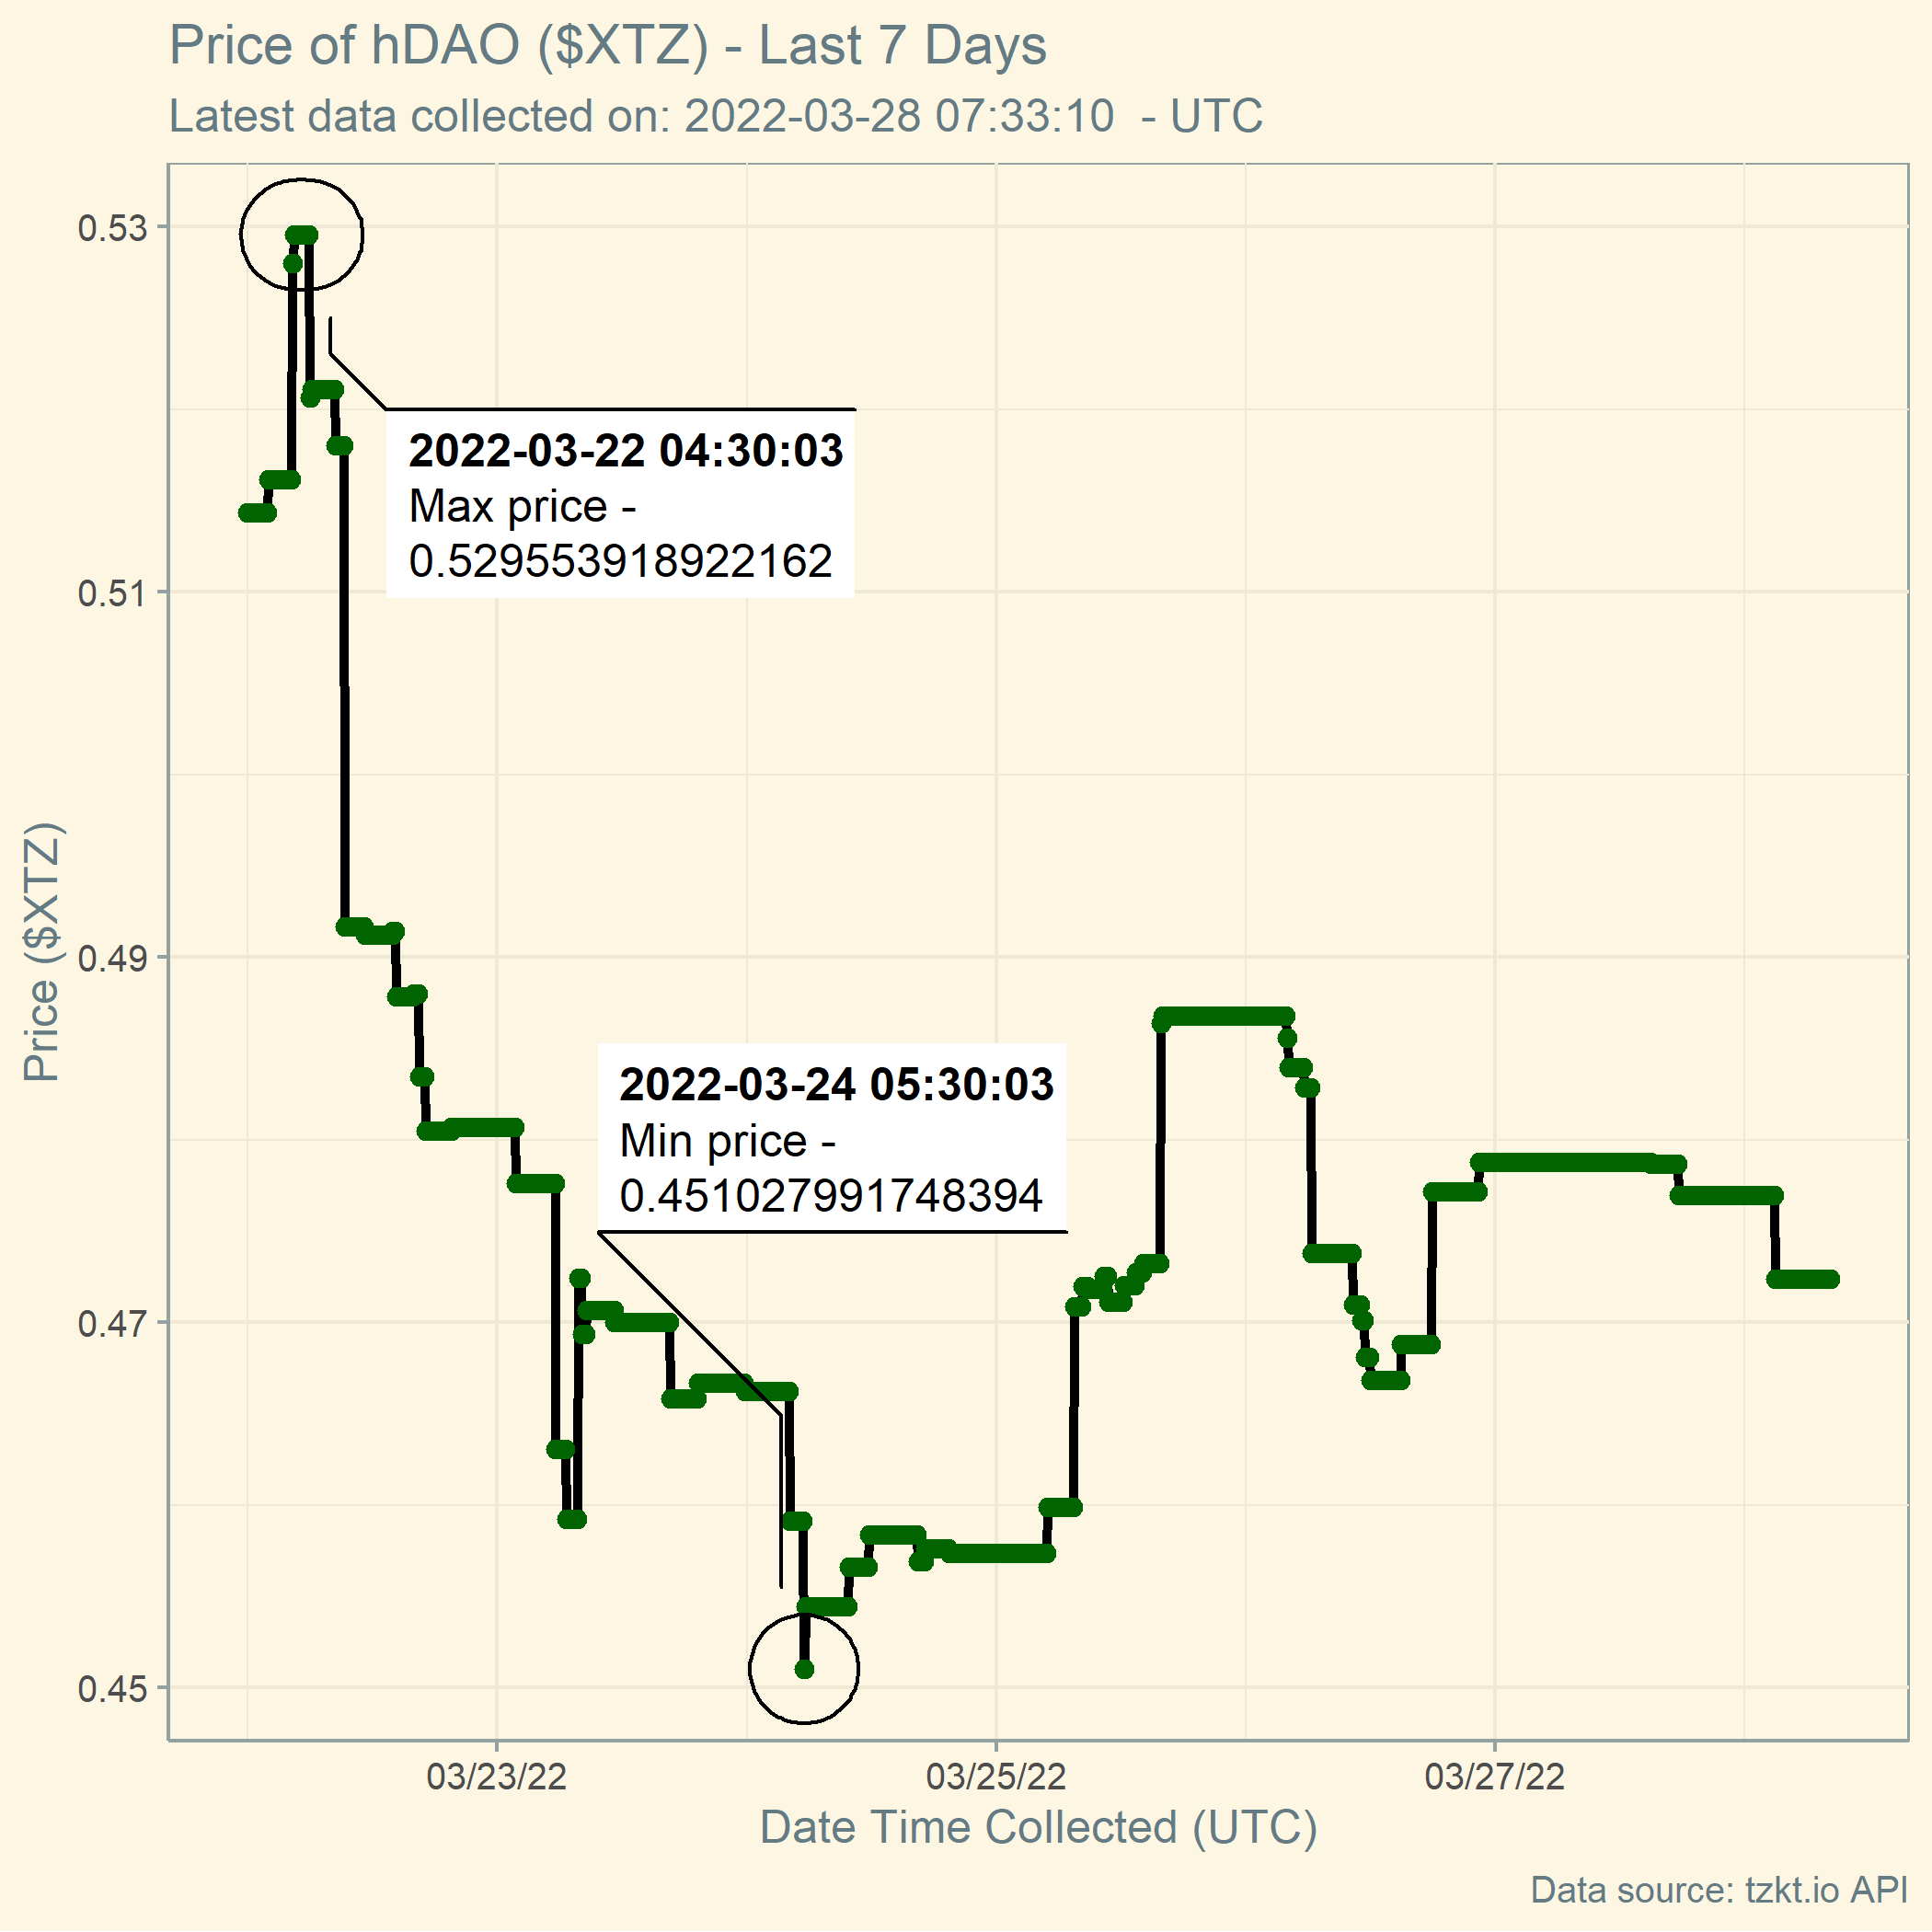 Price of hDAO ($XTZ) - Last 7 Days
Latest data collected on: 2022-03-28 07:33:10  - UTC
0.53
0.51
0.49
0.47
0.45
Price ($XTZ)
2022-03-22 04:30:03
Max price -
0.529553918922162
2022-03-24 05:30:03
Min price -
0.451027991748394
03/23/22
03/25/22
03/27/22
Date Time Collected (UTC)
Data source: tzkt.io API